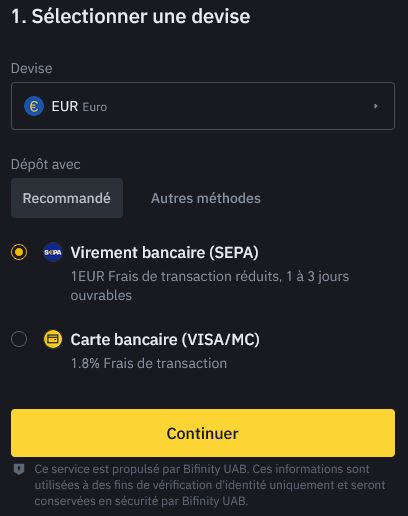 1. Sélectionner une devise
Devise
€ EUR Euro
Dépôt avec
Recommandé Autres méthodes
SEPA Virement bancaire (SEPA)
1EUR Frais de transaction réduits, 1 à 3 jours
ouvrables
Carte bancaire (VISA/MC)
1.8% Frais de transaction
Continuer
Ce service est propulsé par Bifinity UAB. Ces informations sont
utilisées à des fins de vérification d'identité uniquement et seront
conservées en sécurité par Bifinity UAB.